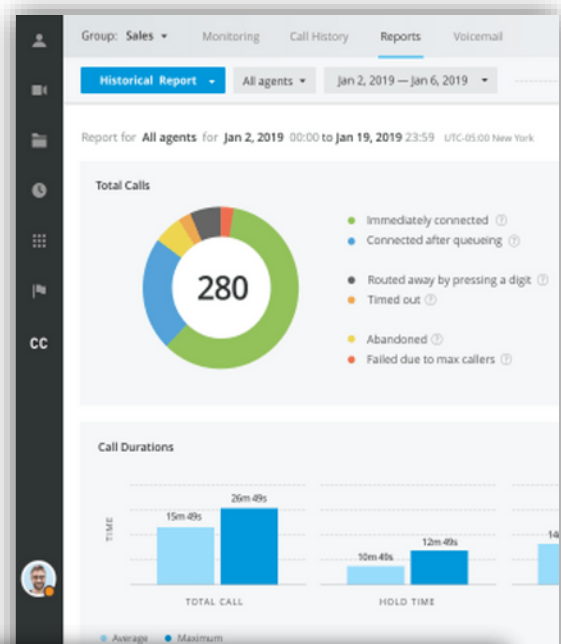 Group: Sales Monitoring Call History Reports Voicemail
Historical Report All agents Jan 2, 2019 — Jan 6, 2019
Report for All agents for Jan 2, 2019 00:00 to Jan 19, 2019 23:59 UTC-05:00 New York
Total Calls
280
Immediately connected ?
Connected after queueing ?
Routed away by pressing a digit ?
Timed out ?
Abandoned ?
Failed due to max callers ?
CC
Call Durations
TIME
15m 49s
26m 49s
10m 49s
12m 49s
14
TOTAL CALL
HOLD TIME
Average Maximum